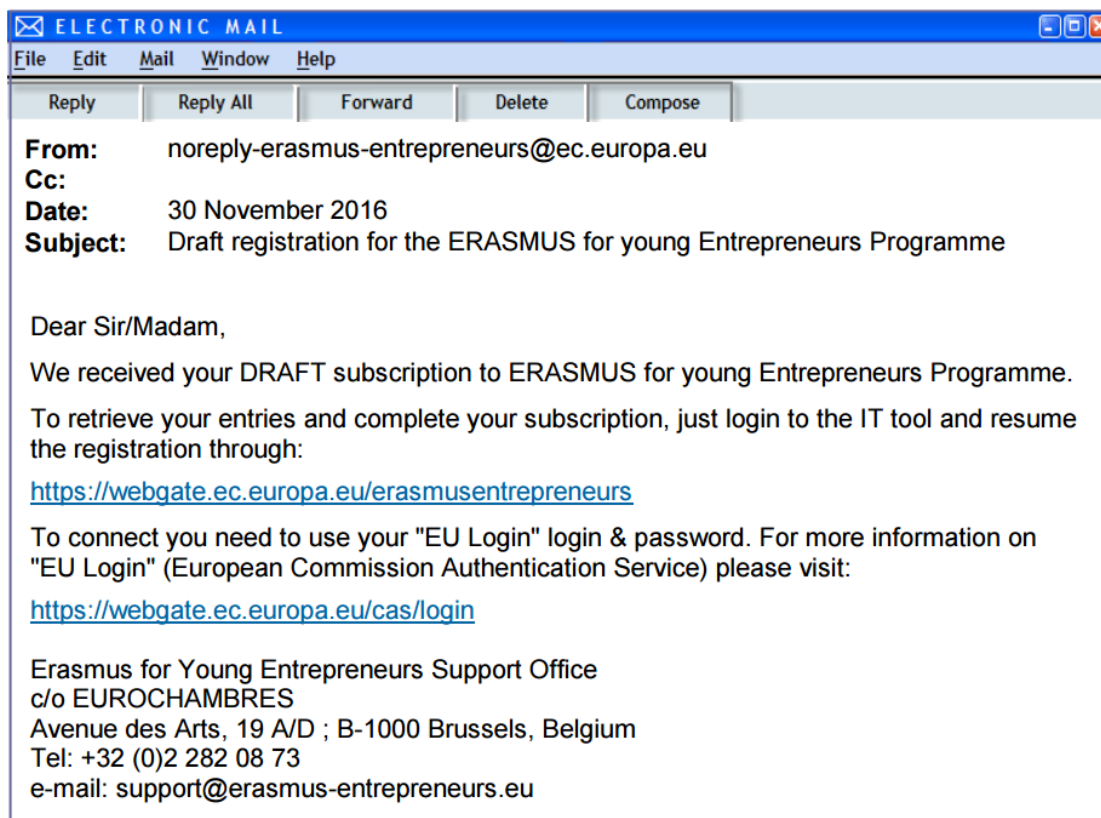 ELECTRONIC MAIL
File Edit Mail Window Help
Reply Reply All Forward Delete Compose
From: noreply-erasmus-entrepreneurs@ec.europa.eu
Cc:
Date: 30 November 2016
Subject: Draft registration for the ERASMUS for young Entrepreneurs Programme
Dear Sir/Madam,
We received your DRAFT subscription to ERASMUS for young Entrepreneurs Programme.
To retrieve your entries and complete your subscription, just login to the IT tool and resume
the registration through:
https://webgate.ec.europa.eu/erasmusentrepreneurs
To connect you need to use your "EU Login" login & password. For more information on
"EU Login" (European Commission Authentication Service) please visit:
https://webgate.ec.europa.eu/cas/login
Erasmus for Young Entrepreneurs Support Office
c/o EUROCHAMBRES
Avenue des Arts, 19 A/D ; B-1000 Brussels, Belgium
Tel: +32 (0)2 282 08 73
e-mail: support@erasmus-entrepreneurs.eu